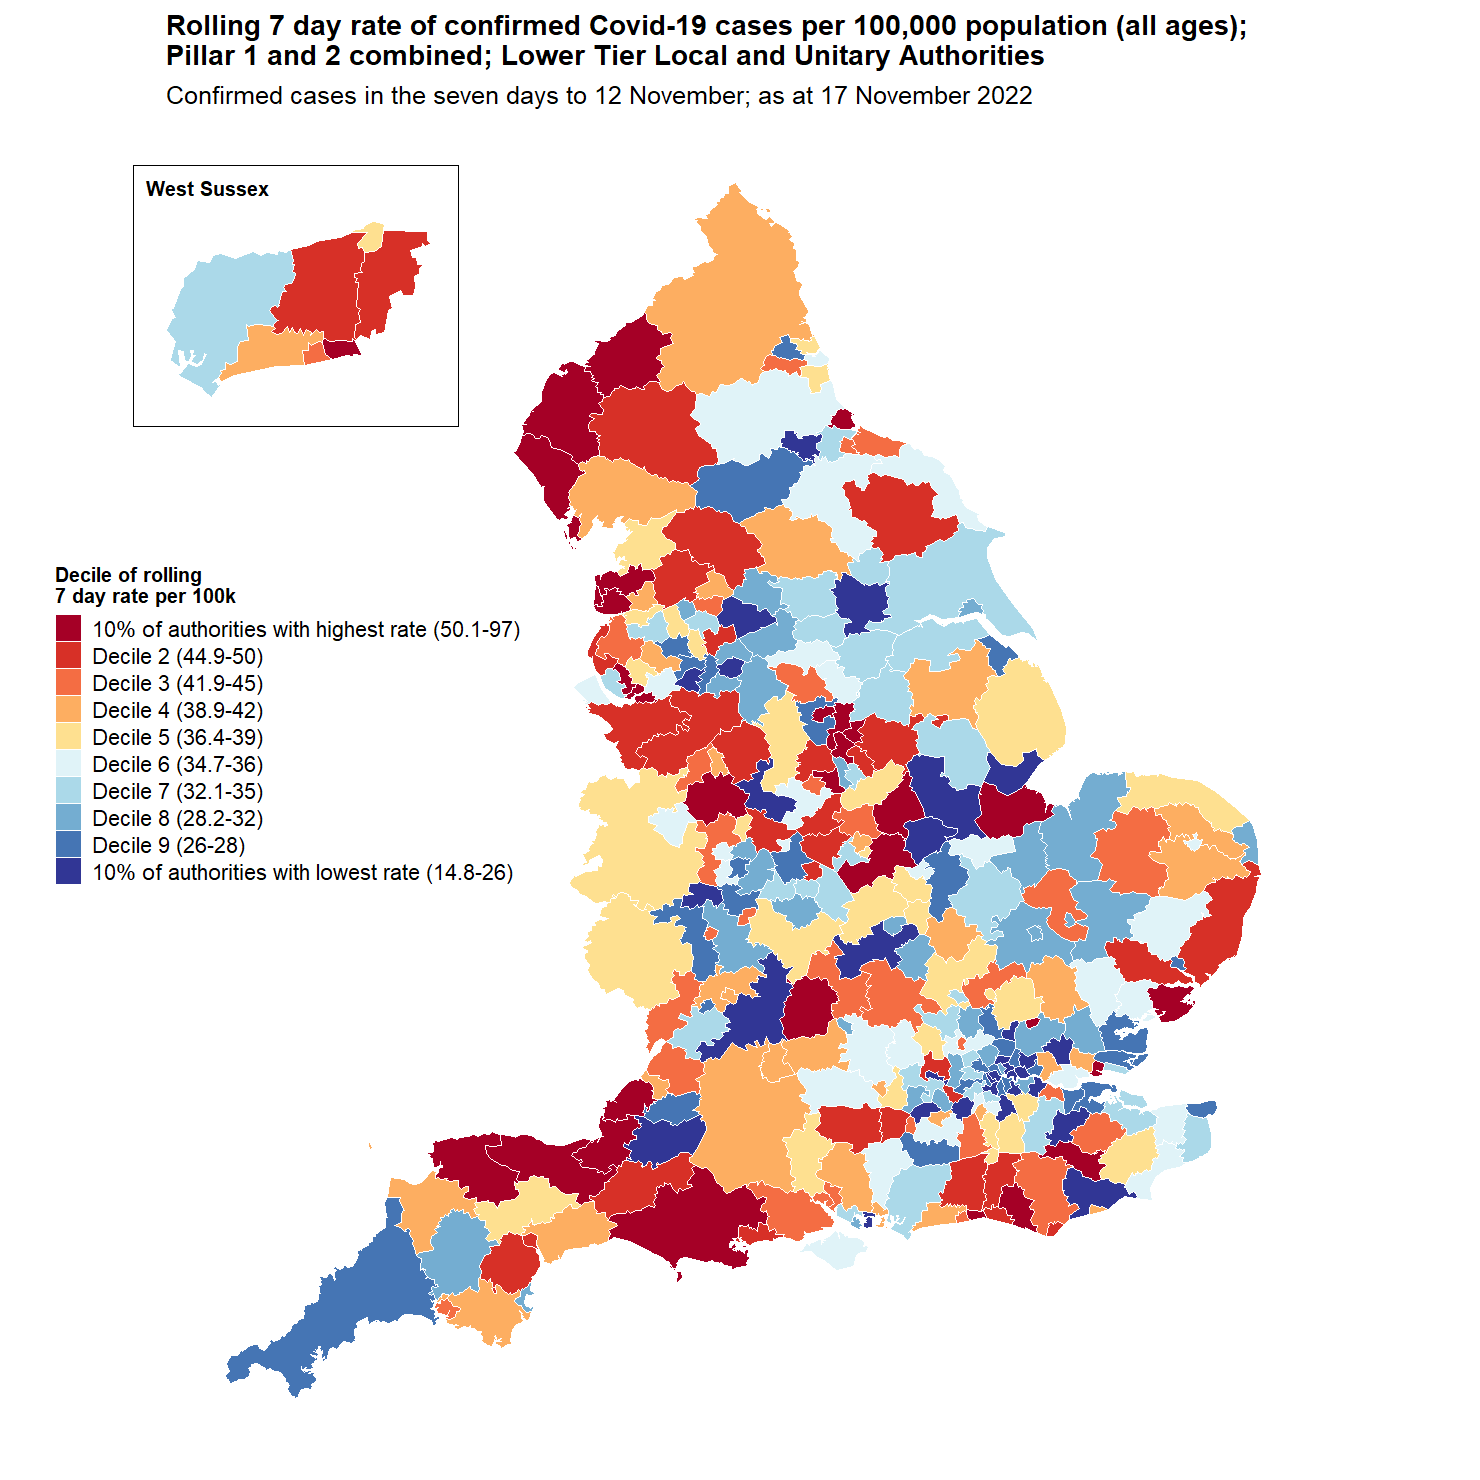 Rolling 7 day rate of confirmed Covid-19 cases per 100,000 population (all ages);
Pillar 1 and 2 combined; Lower Tier Local and Unitary Authorities
Confirmed cases in the seven days to 12 November; as at 17 November 2022
West Sussex
Decile of rolling
7 day rate per 100k
10% of authorities with highest rate (50.1-97)
Decile 2 (44.9-50)
Decile 3 (41.9-45)
Decile 4 (38.9-42)
Decile 5 (36.4-39)
Decile 6 (34.7-36)
Decile 7 (32.1-35)
Decile 8 (28.2-32)
Decile 9 (26-28)
10% of authorities with lowest rate (14.8-26)